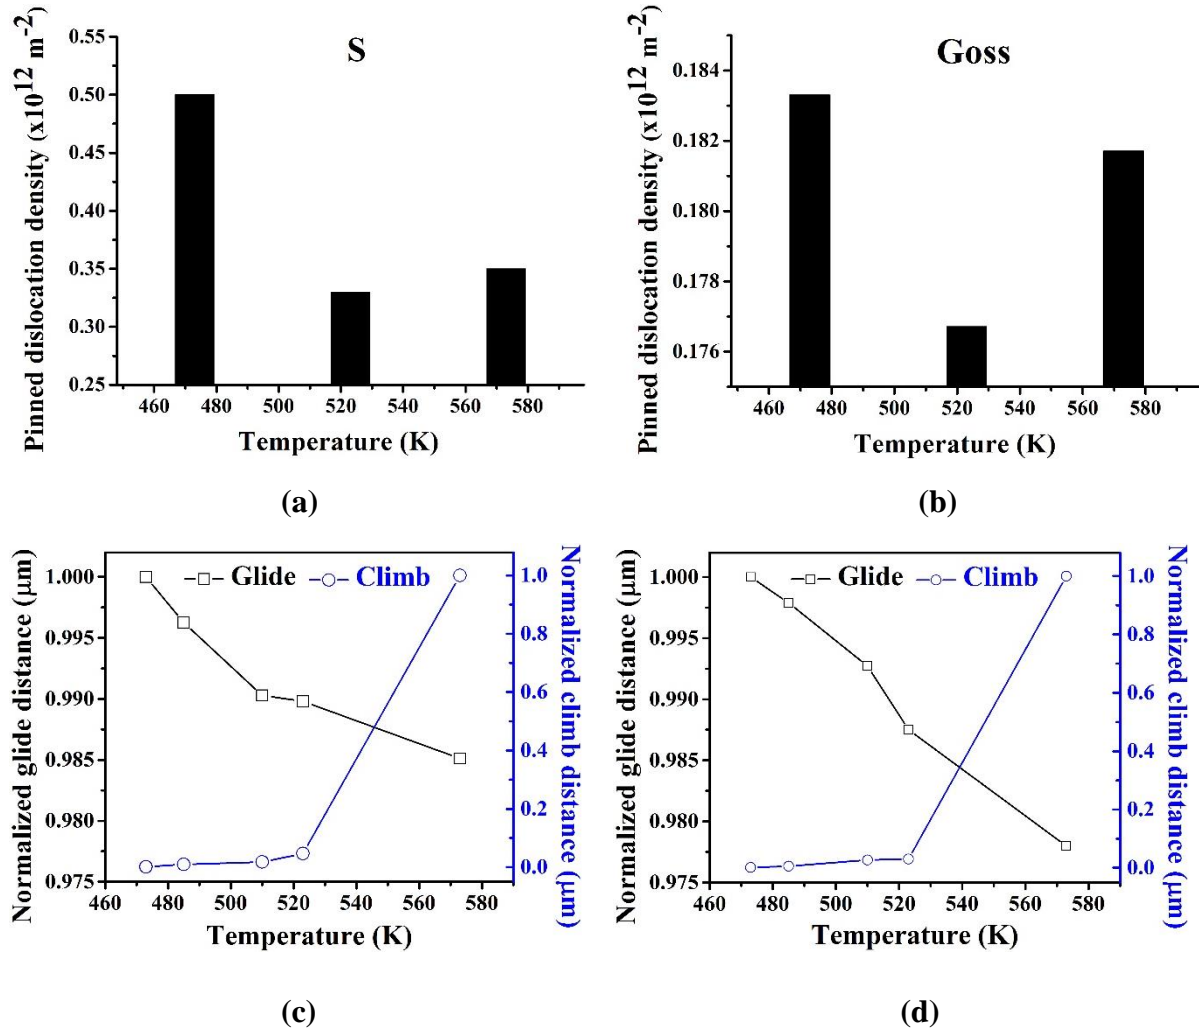 S
Pinned dislocation density (x10^12 m^-2)
0.55
0.50
0.45
0.40
0.35
0.30
0.25
460 480 500 520 540 560 580
Temperature (K)
(a)
Goss
Pinned dislocation density (x10^12 m^-2)
0.184
0.182
0.180
0.178
0.176
460 480 500 520 540 560 580
Temperature (K)
(b)
Glide Climb
Normalized glide distance (μm)
1.000
0.995
0.990
0.985
0.980
0.975
Normalized climb distance (μm)
1.0
0.8
0.6
0.4
0.2
0.0
460 480 500 520 540 560 580
Temperature (K)
(c)
Glide Climb
Normalized glide distance (μm)
1.000
0.995
0.990
0.985
0.980
0.975
Normalized climb distance (μm)
1.0
0.8
0.6
0.4
0.2
0.0
460 480 500 520 540 560 580
Temperature (K)
(d)